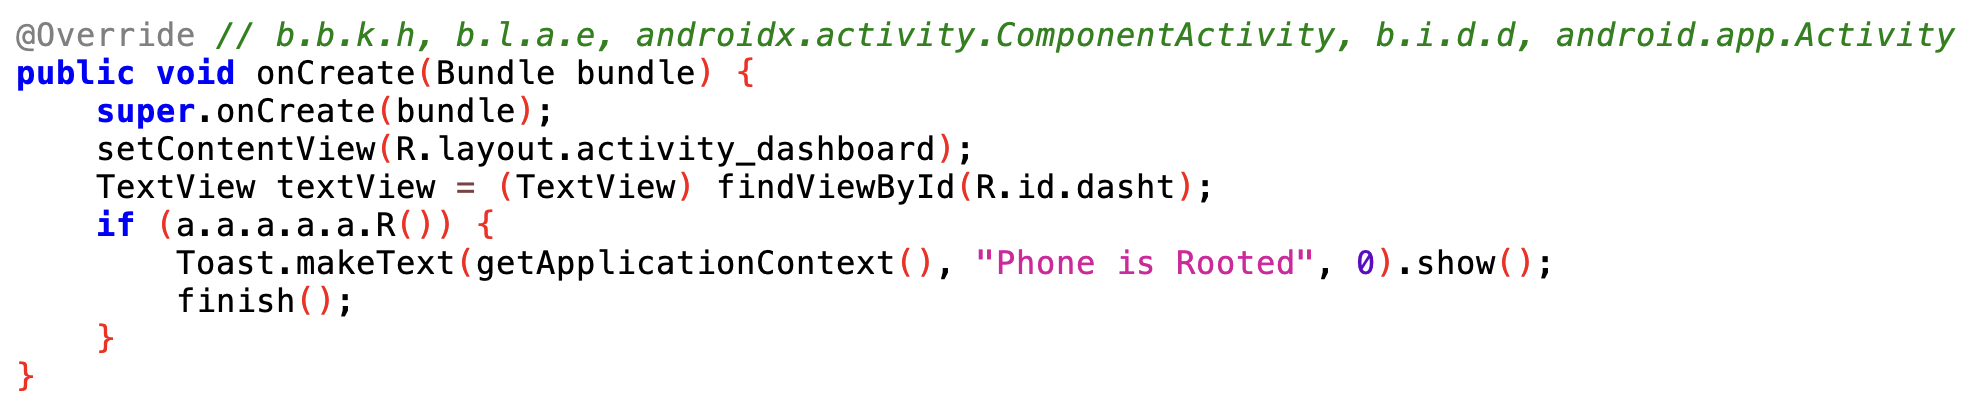 @Override // b.b.k.h, b.l.a.e, androidx.activity.ComponentActivity, b.i.d.d, android.app.Activity
public void onCreate(Bundle bundle) {
    super.onCreate(bundle);
    setContentView(R.layout.activity_dashboard);
    TextView textView = (TextView) findViewById(R.id.dasht);
    if (a.a.a.a.a.R()) {
        Toast.makeText(getApplicationContext(), "Phone is Rooted", 0).show();
        finish();
    }
}